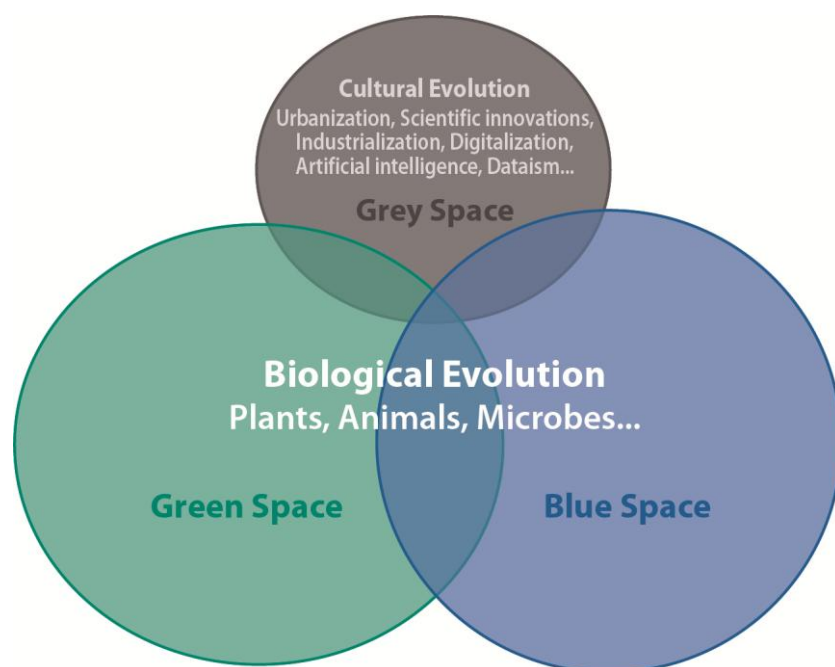 Cultural Evolution
Urbanization, Scientific innovations,
Industrialization, Digitalization,
Artificial intelligence, Dataism...
Grey Space
Biological Evolution
Plants, Animals, Microbes...
Green Space
Blue Space